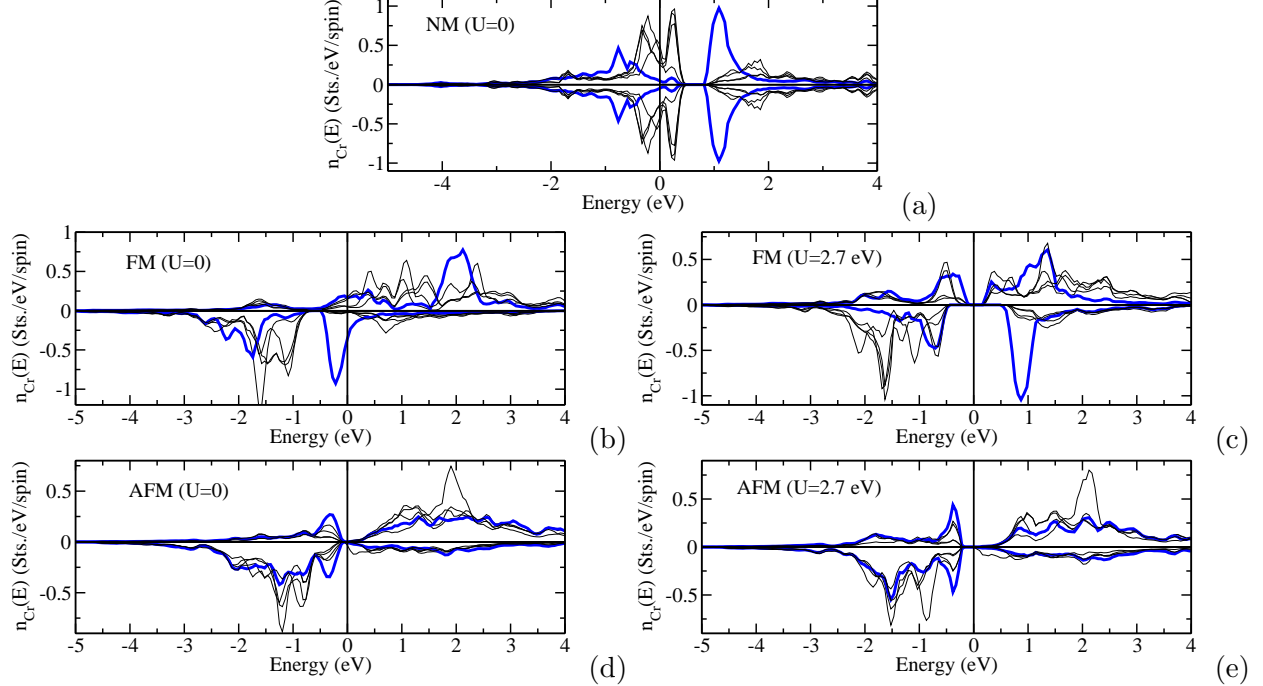 1
0.5
0
-0.5
-1
n_Cr(E) (Sts./eV/spin)
NM (U=0)
-4 -2 0 2 4
Energy (eV)
(a)
1
0.5
0
-0.5
-1
n_Cr(E) (Sts./eV/spin)
FM (U=0)
-5 -4 -3 -2 -1 0 1 2 3 4
Energy (eV)
(b)
0.5
0
-0.5
-1
n_Cr(E) (Sts./eV/spin)
FM (U=2.7 eV)
-5 -4 -3 -2 -1 0 1 2 3 4
Energy (eV)
(c)
0.5
0
-0.5
n_Cr(E) (Sts./eV/spin)
AFM (U=0)
-5 -4 -3 -2 -1 0 1 2 3 4
Energy (eV)
(d)
0.5
0
-0.5
n_Cr(E) (Sts./eV/spin)
AFM (U=2.7 eV)
-5 -4 -3 -2 -1 0 1 2 3 4
Energy (eV)
(e)